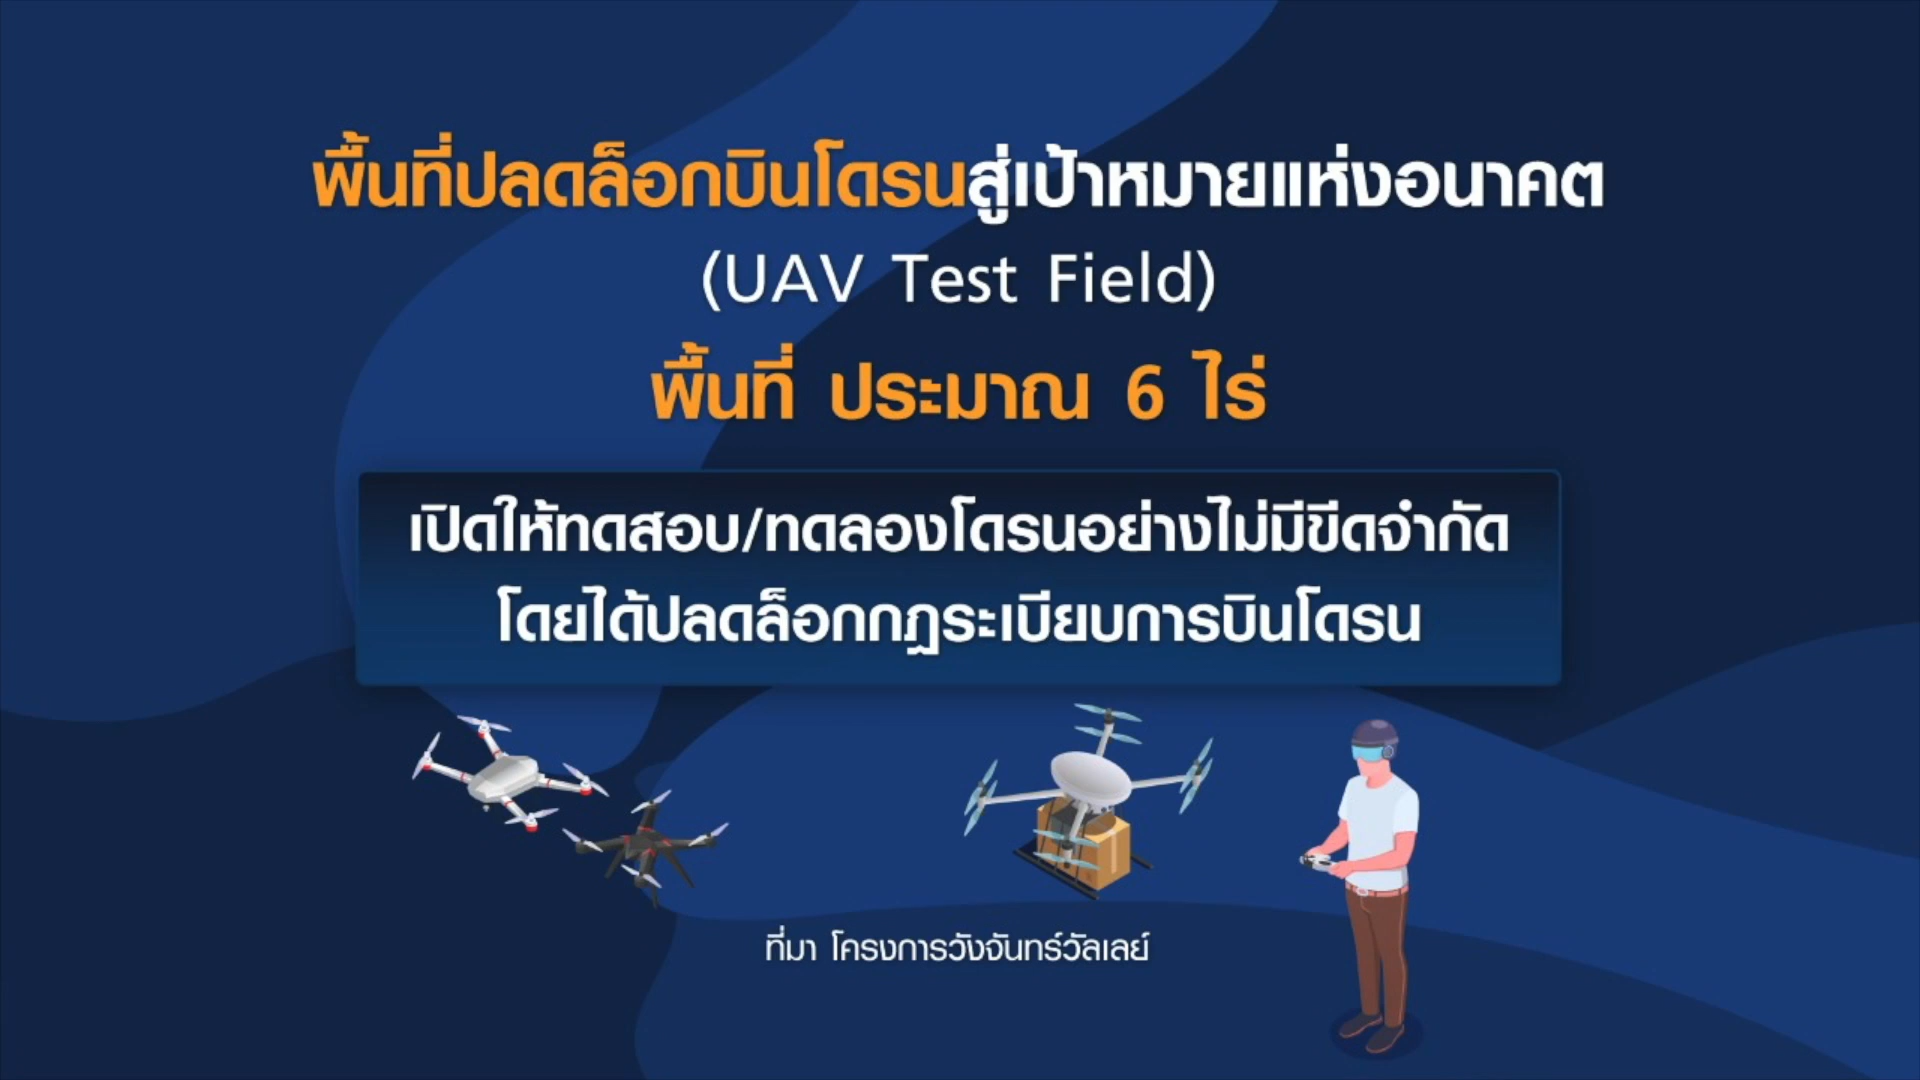 พื้นที่ปลดล็อกบินโดรนสู่เป้าหมายแห่งอนาคต
(UAV Test Field)
พื้นที่ ประมาณ 6 ไร่
เปิดให้ทดสอบ/ทดลองโดรนอย่างไม่มีขีดจำกัด
โดยได้ปลดล็อกกฎระเบียบการบินโดรน
ที่มา โครงการวังจันทร์วัลเลย์